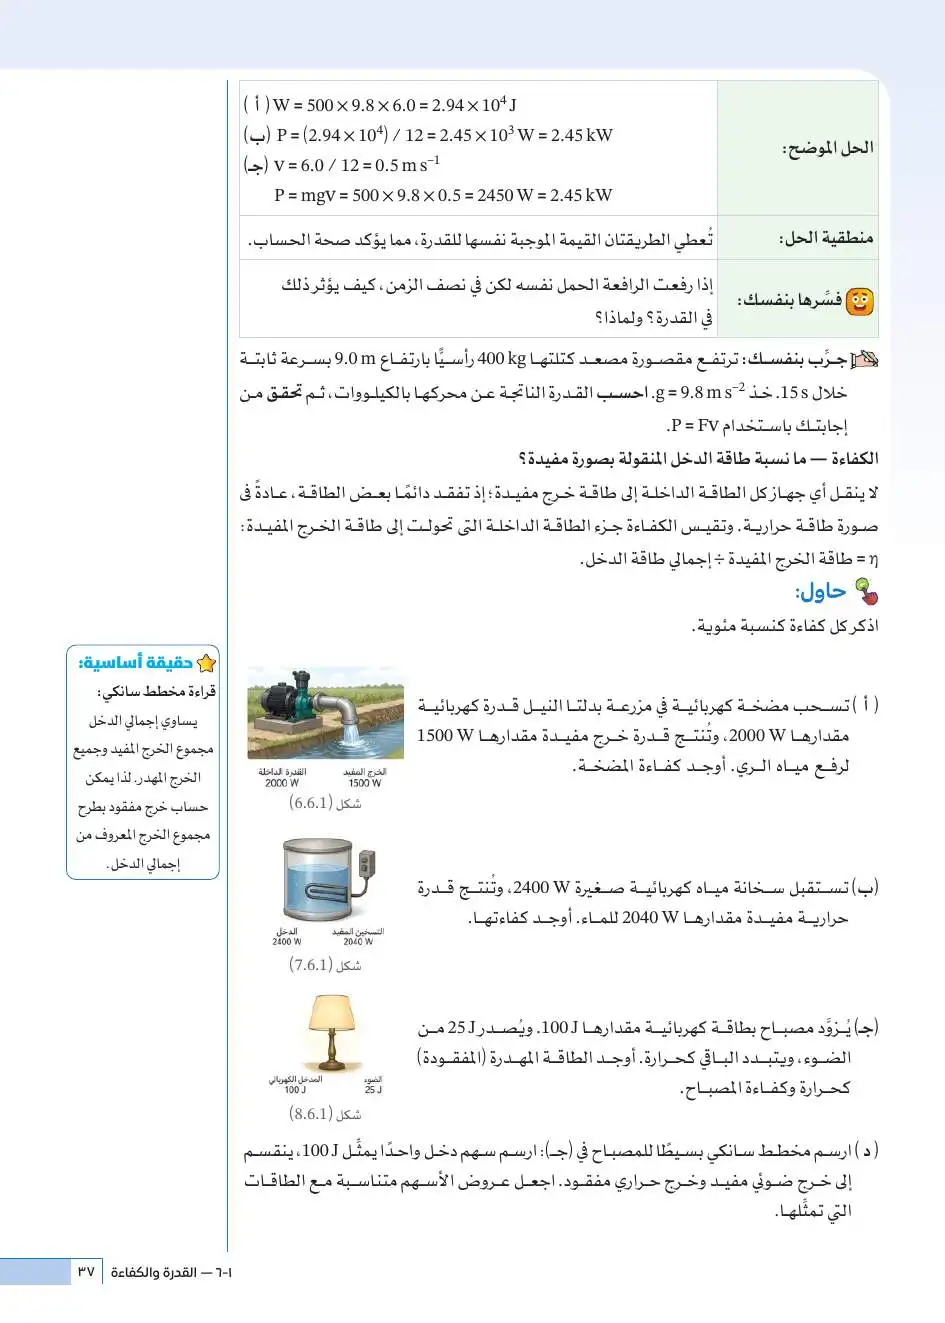 الحل الموضح:
( أ ) W = 500 × 9.8 × 6.0 = 2.94 × 10⁴ J
(ب) P = (2.94 × 10⁴) / 12 = 2.45 × 10³ W = 2.45 kW
(جـ) v = 6.0 / 12 = 0.5 m s⁻¹
P = mgv = 500 × 9.8 × 0.5 = 2450 W = 2.45 kW
منطقية الحل: تُعطي الطريقتان القيمة الموجبة نفسها للقدرة، مما يؤكد صحة الحساب.
فسِّرها بنفسك: إذا رفعت الرافعة الحمل نفسه لكن في نصف الزمن، كيف يؤثر ذلك
في القدرة؟ ولماذا؟
جرِّب بنفسك: ترتفع مقصورة مصعد كتلتها 400 kg رأسيًّا بارتفاع 9.0 m بسرعة ثابتة
خلال 15 s. خذ g = 9.8 m s⁻². احسب القدرة الناتجة عن محركها بالكيلووات، ثم تحقق من
إجابتك باستخدام P = Fv.
الكفاءة — ما نسبة طاقة الدخل المنقولة بصورة مفيدة؟
لا ينقل أي جهاز كل الطاقة الداخلة إلى طاقة خرج مفيدة؛ إذ تفقد دائمًا بعض الطاقة، عادةً فى
صورة طاقة حرارية. وتقيس الكفاءة جزء الطاقة الداخلة التى تحولت إلى طاقة الخرج المفيدة:
η = طاقة الخرج المفيدة ÷ إجمالي طاقة الدخل.
حاول:
اذكر كل كفاءة كنسبة مئوية.
( أ ) تسحب مضخة كهربائية في مزرعة بدلتا النيل قدرة كهربائية
مقدارها 2000 W، وتُنتج قدرة خرج مفيدة مقدارها 1500 W
لرفع مياه الري. أوجد كفاءة المضخة.
الخرج المفيد
1500 W
القدرة الداخلة
2000 W
شكل (6.6.1)
(ب) تستقبل سخانة مياه كهربائية صغيرة 2400 W، وتُنتج قدرة
حرارية مفيدة مقدارها 2040 W للماء. أوجد كفاءتها.
التسخين المفيد
2040 W
الدخل
2400 W
شكل (7.6.1)
(جـ) يُزوَّد مصباح بطاقة كهربائية مقدارها 100 J. ويُصدر 25 J من
الضوء، ويتبدد الباقي كحرارة. أوجد الطاقة المهدرة (المفقودة)
كحرارة وكفاءة المصباح.
الضوء
25 J
المدخل الكهربائي
100 J
شكل (8.6.1)
( د ) ارسم مخطط سانكي بسيطًا للمصباح في (جـ): ارسم سهم دخل واحدًا يمثِّل 100 J، ينقسم
إلى خرج ضوئي مفيد وخرج حراري مفقود. اجعل عروض الأسهم متناسبة مع الطاقات
التي تمثِّلها.
حقيقة أساسية:
قراءة مخطط سانكي:
يساوي إجمالي الدخل
مجموع الخرج المفيد وجميع
الخرج المهدر. لذا يمكن
حساب خرج مفقود بطرح
مجموع الخرج المعروف من
إجمالي الدخل.
٦-١ — القدرة والكفاءة ٣٧